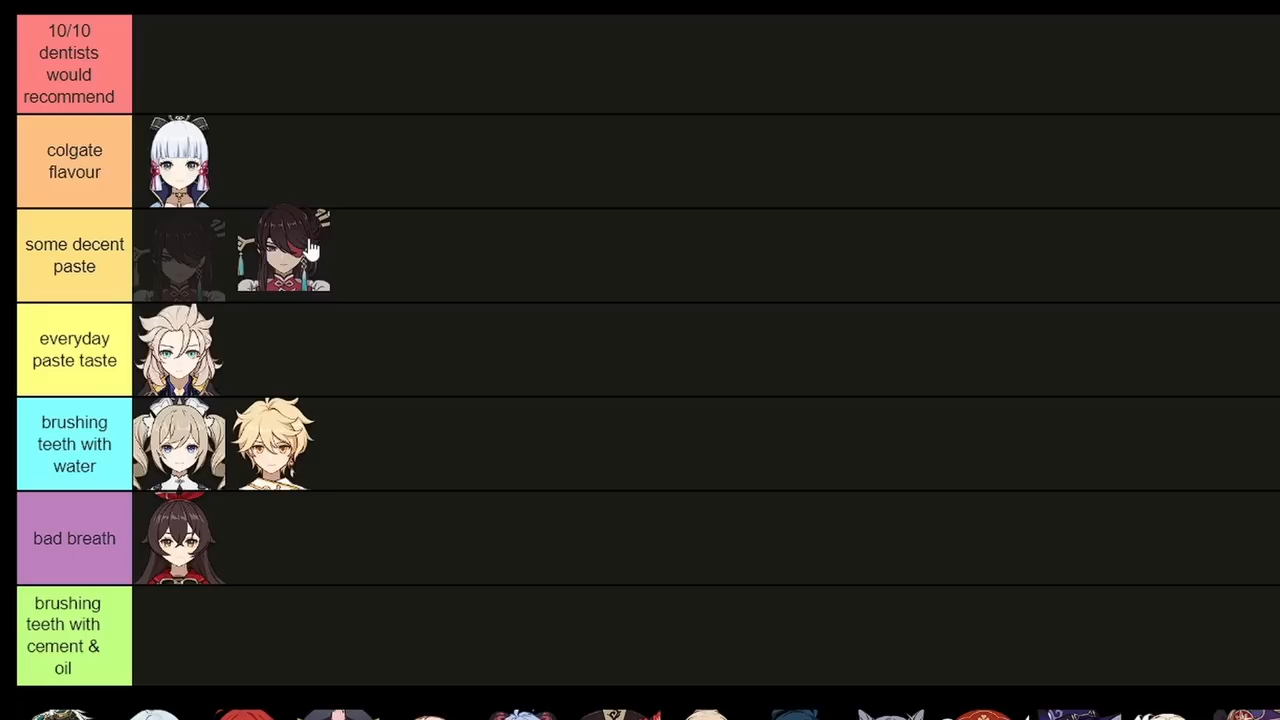 10/10
dentists
would
recommend
colgate
flavour
some decent
paste
everyday
paste taste
brushing
teeth with
water
bad breath
brushing
teeth with
cement &
oil